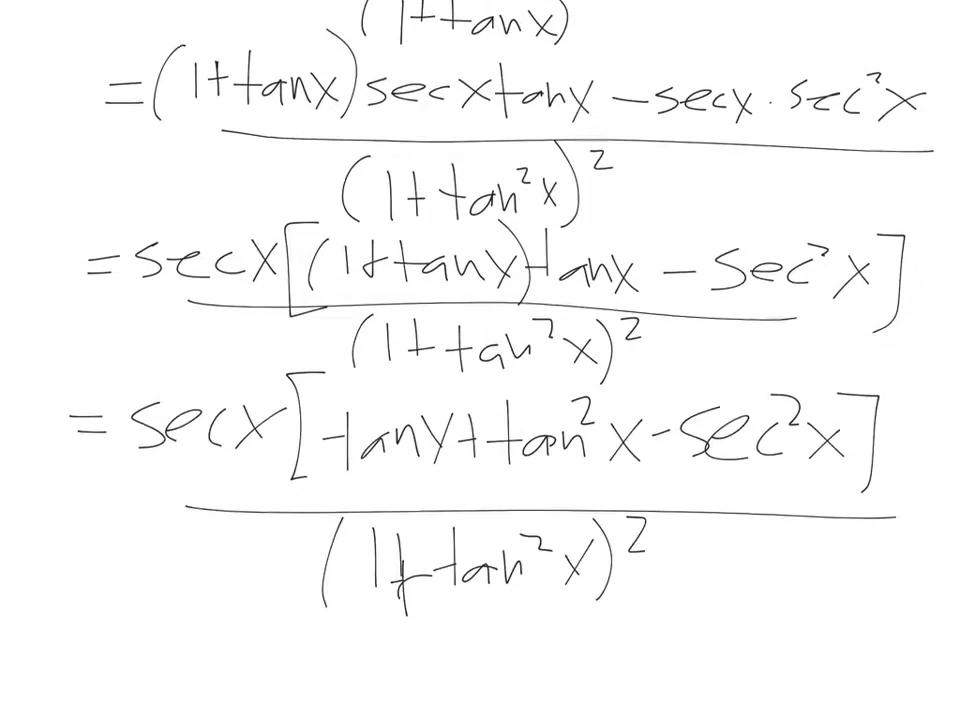 (1+tanx)
=(1+tanx)secxtanx-secx·sec²x
(1+tan²x)²
=secx[(1+tanx)tanx-sec²x]
(1+tan²x)²
=secx[tanx+tan²x-sec²x]
(1+tan²x)²